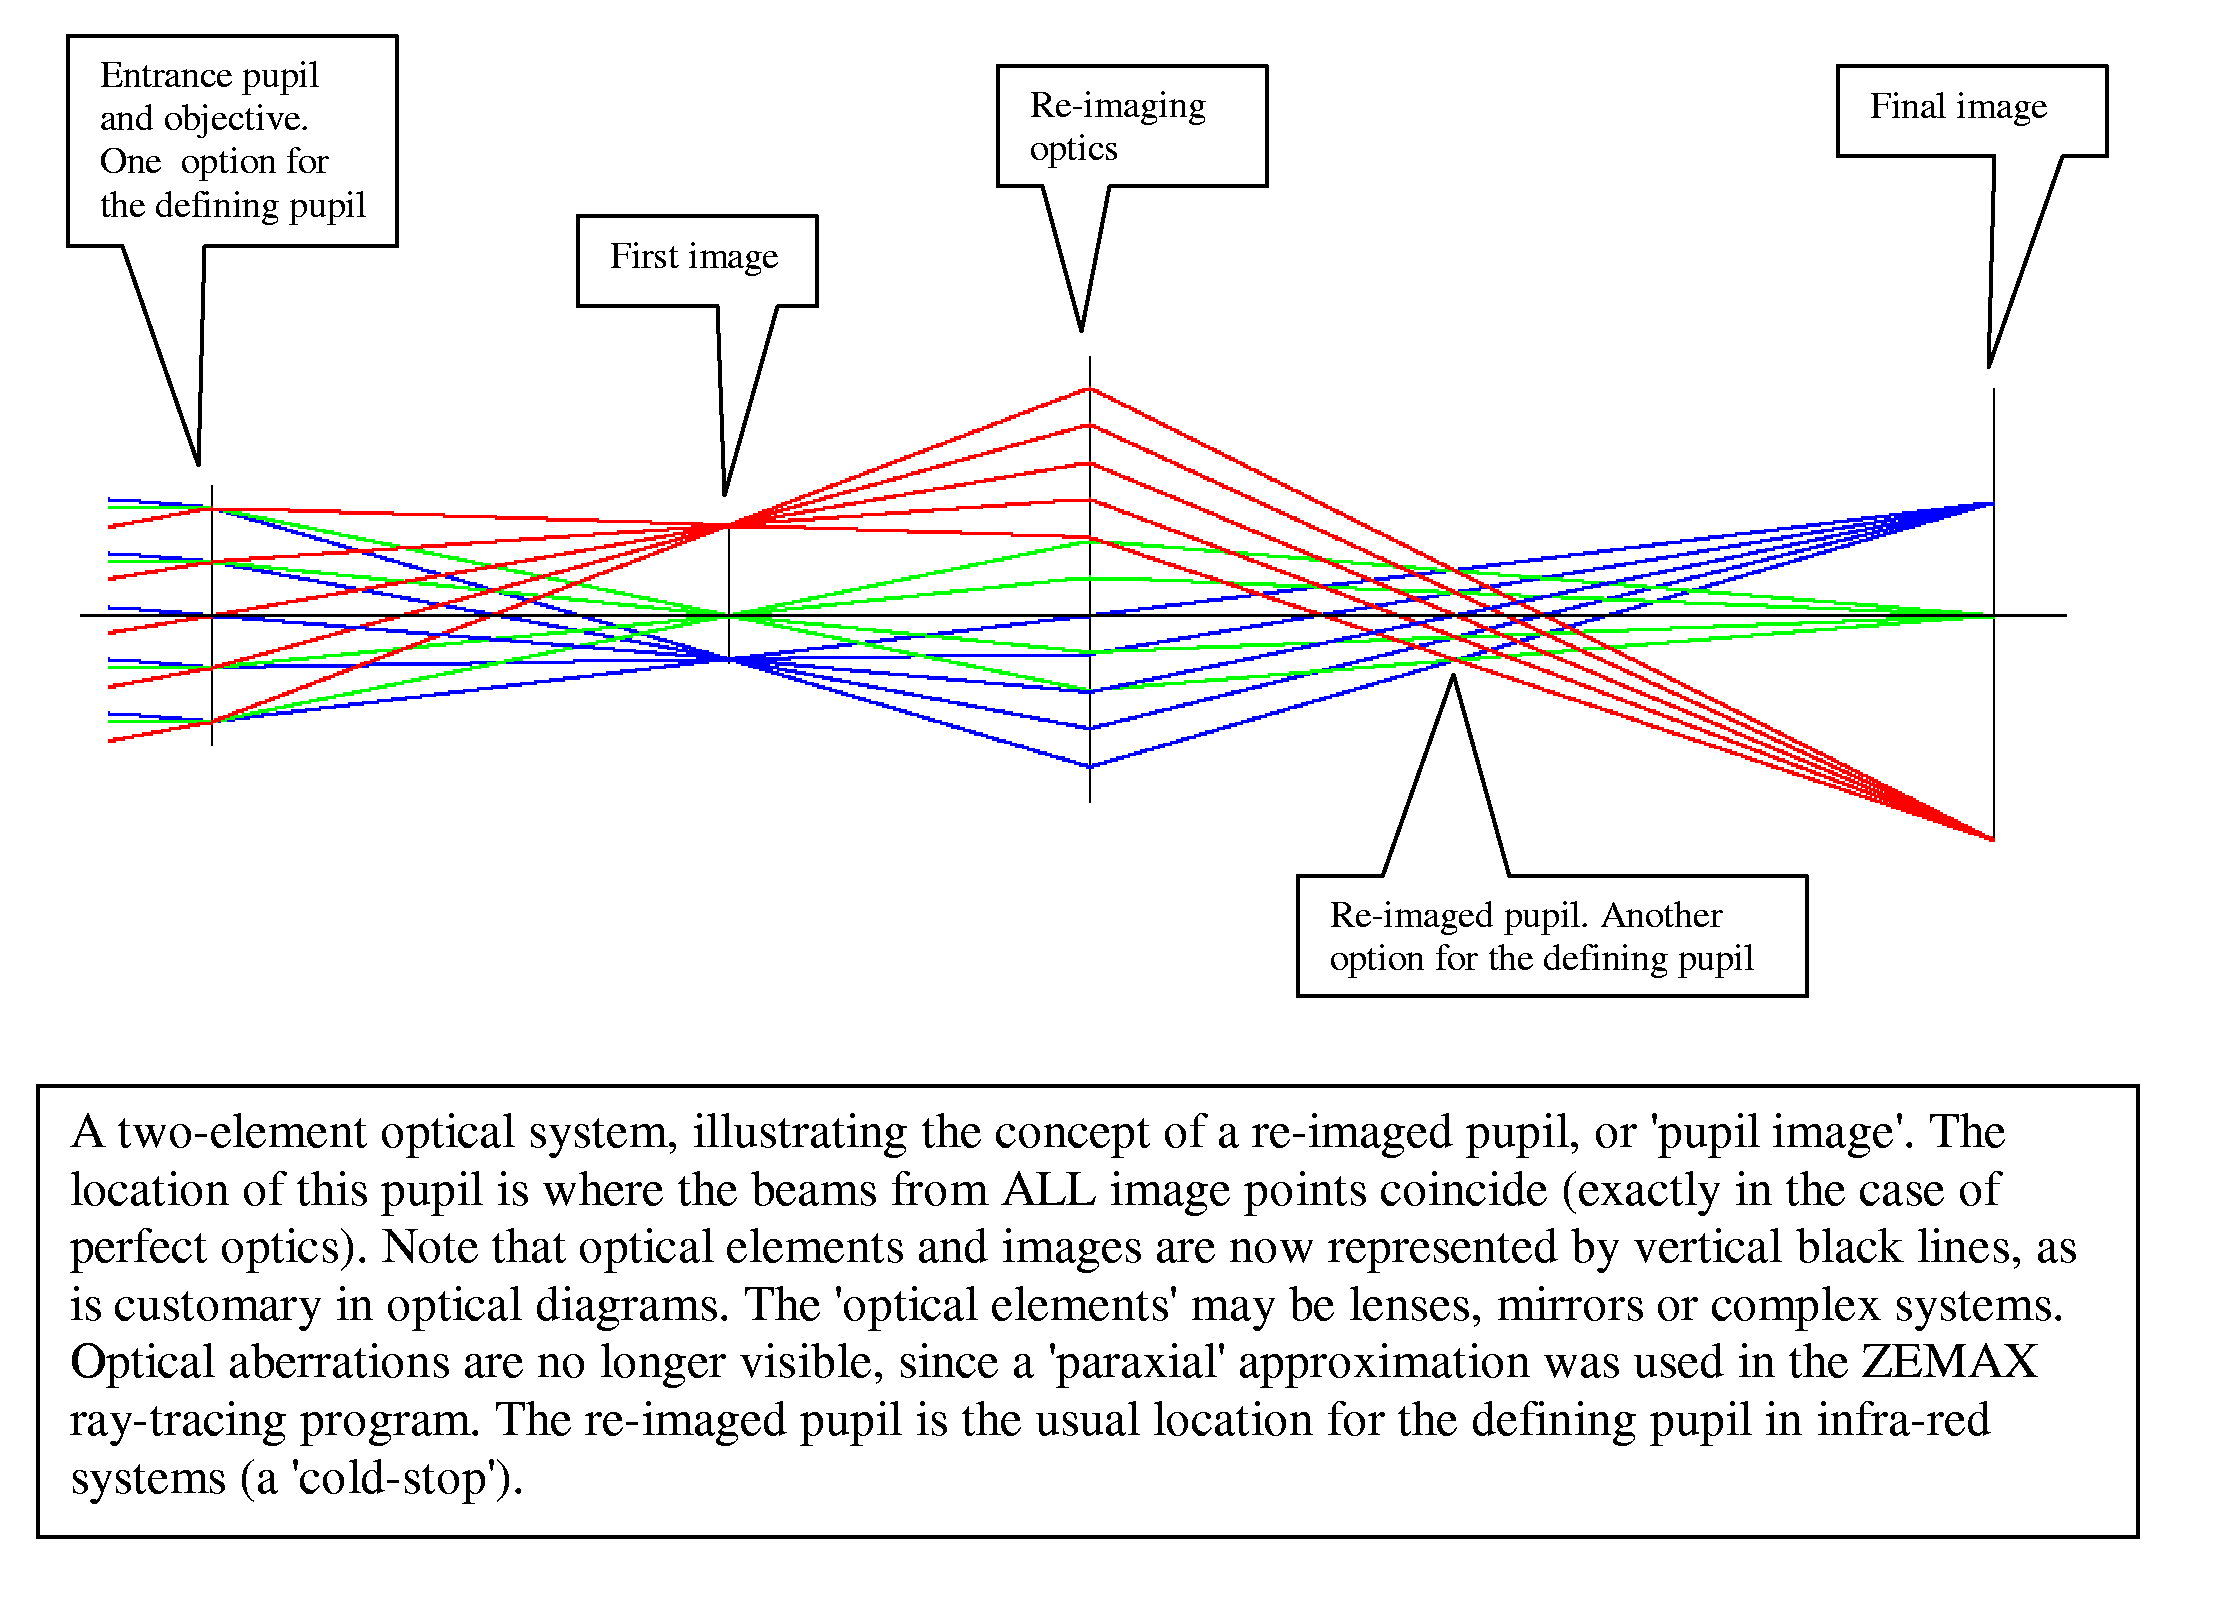 Entrance pupil
and objective.
One  option for
the defining pupil
First image
Re-imaging
optics
Final image
Re-imaged pupil. Another
option for the defining pupil
A two-element optical system, illustrating the concept of a re-imaged pupil, or 'pupil image'. The
location of this pupil is where the beams from ALL image points coincide (exactly in the case of
perfect optics). Note that optical elements and images are now represented by vertical black lines, as
is customary in optical diagrams. The 'optical elements' may be lenses, mirrors or complex systems.
Optical aberrations are no longer visible, since a 'paraxial' approximation was used in the ZEMAX
ray-tracing program. The re-imaged pupil is the usual location for the defining pupil in infra-red
systems (a 'cold-stop').